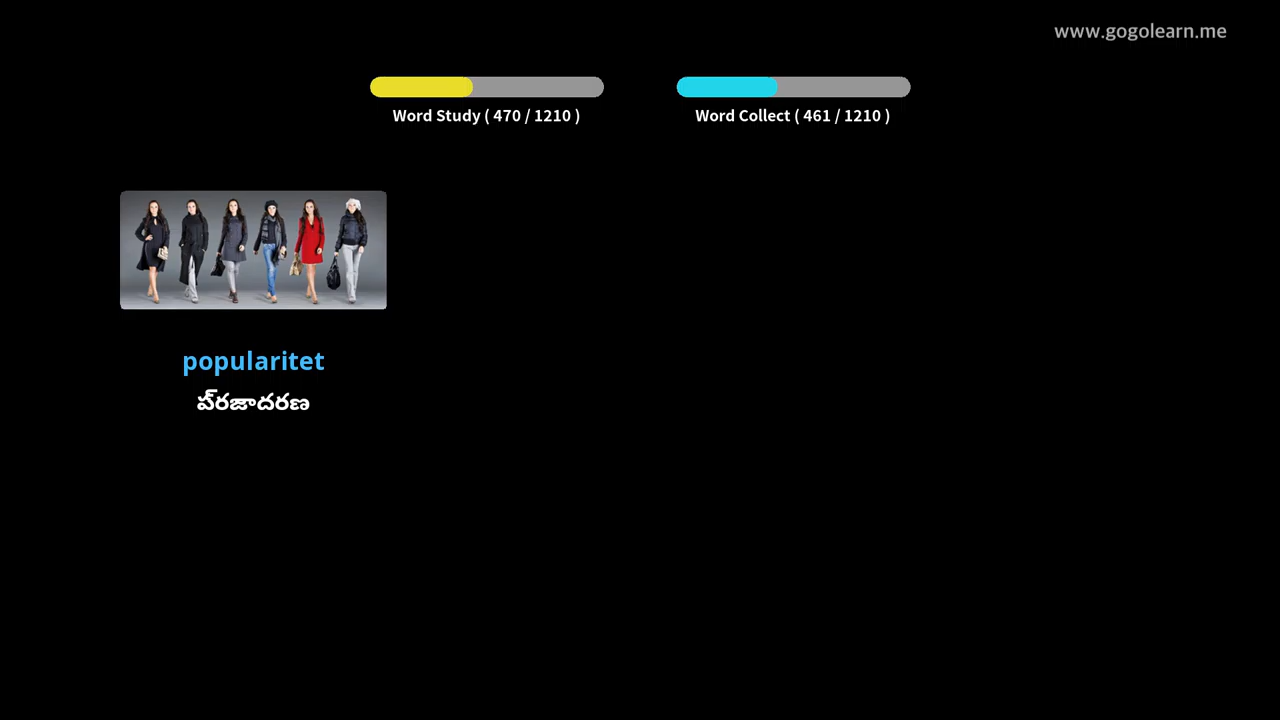 www.gogolearn.me
Word Study ( 470 / 1210 )
Word Collect ( 461 / 1210 )
popularitet
ప్రజాదరణ